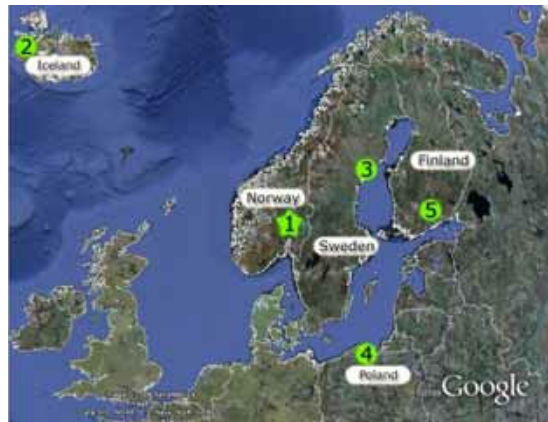 2
Iceland
3
Finland
Norway
5
1
Sweden
4
Poland
Google